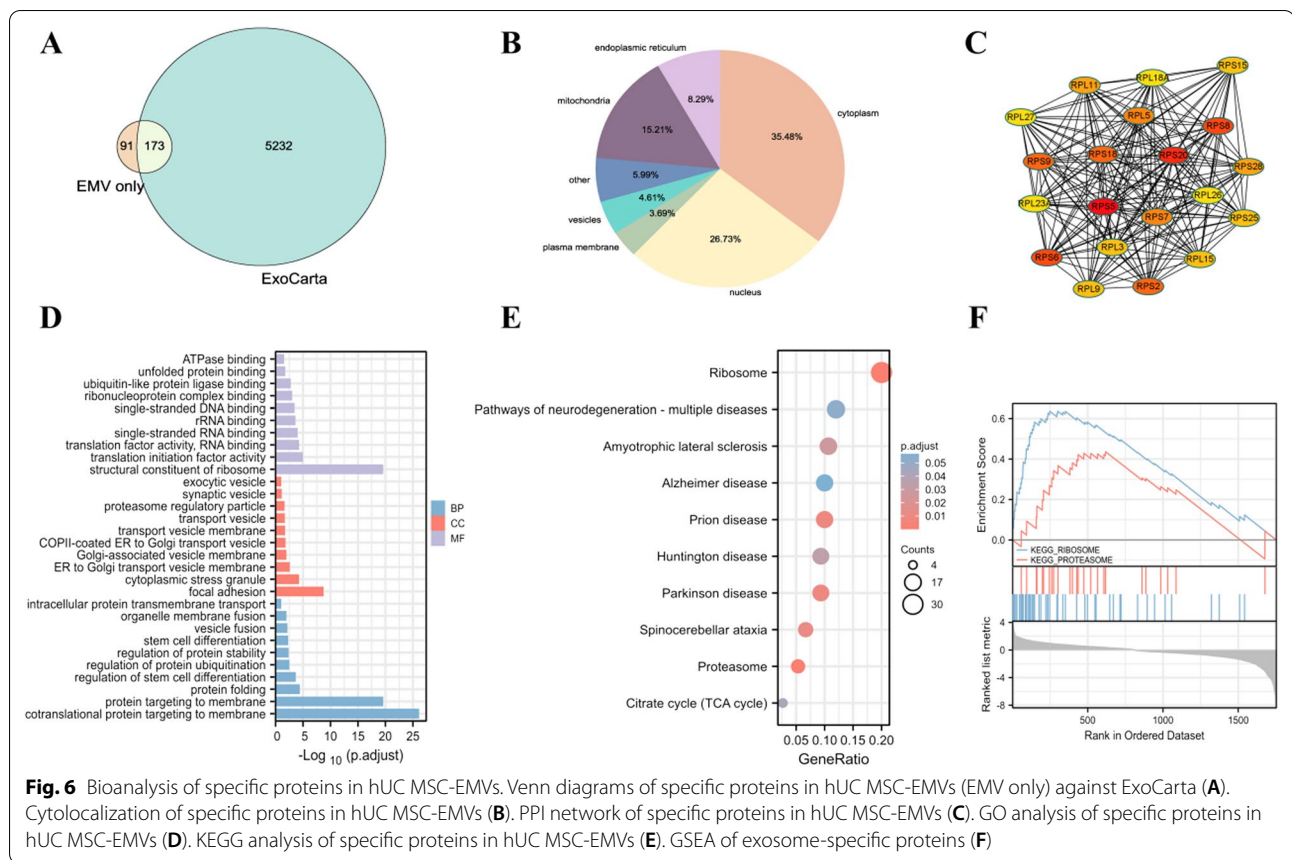 A
91
173
5232
EMV only
ExoCarta
B
endoplasmic reticulum
8.29%
mitochondria
15.21%
cytoplasm
35.48%
other
5.99%
vesicles
4.61%
plasma membrane
3.69%
26.73%
nucleus
C
RPL18A
RPS15
RPL11
RPL27
RPL5
RPS8
RPS9
RPS16
RPS20
RPS28
RPL23A
RPL26
RPS5
RPS7
RPS25
RPL3
RPS6
RPL15
RPL9
RPS2
D
ATPase binding
unfolded protein binding
ubiquitin-like protein ligase binding
ribonucleoprotein complex binding
single-stranded DNA binding
rRNA binding
single-stranded RNA binding
translation factor activity, RNA binding
translation initiation factor activity
structural constituent of ribosome
exocytic vesicle
synaptic vesicle
proteasome regulatory particle
transport vesicle
transport vesicle membrane
COPII-coated ER to Golgi transport vesicle
Golgi-associated vesicle membrane
ER to Golgi transport vesicle membrane
cytoplasmic stress granule
focal adhesion
intracellular protein transmembrane transport
organelle membrane fusion
vesicle fusion
stem cell differentiation
regulation of protein stability
regulation of protein ubiquitination
regulation of stem cell differentiation
protein folding
protein targeting to membrane
cotranslational protein targeting to membrane
0 5 10 15 20 25
-Log 10 (p.adjust)
BP
CC
MF
E
Ribosome
Pathways of neurodegeneration - multiple diseases
Amyotrophic lateral sclerosis
Alzheimer disease
Prion disease
Huntington disease
Parkinson disease
Spinocerebellar ataxia
Proteasome
Citrate cycle (TCA cycle)
0.05 0.10 0.15 0.20
GeneRatio
p.adjust
0.05
0.04
0.03
0.02
0.01
Counts
4
17
30
F
Enrichment Score
0.6
0.4
0.2
0.0
KEGG_RIBOSOME
KEGG_PROTEASOME
Ranked list metric
4
0
-4
-8
500 1000 1500
Rank in Ordered Dataset
Fig. 6 Bioanalysis of specific proteins in hUC MSC-EMVs. Venn diagrams of specific proteins in hUC MSC-EMVs (EMV only) against ExoCarta (A).
Cytolocalization of specific proteins in hUC MSC-EMVs (B). PPI network of specific proteins in hUC MSC-EMVs (C). GO analysis of specific proteins in
hUC MSC-EMVs (D). KEGG analysis of specific proteins in hUC MSC-EMVs (E). GSEA of exosome-specific proteins (F)